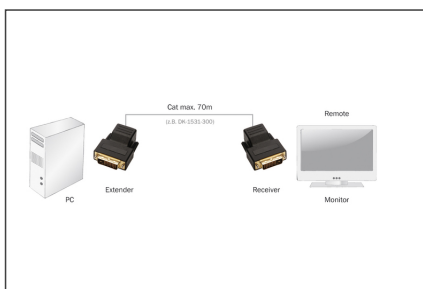 Cat max. 70m
(z.B. DK-1531-300)
Remote
PC
Extender
Receiver
Monitor